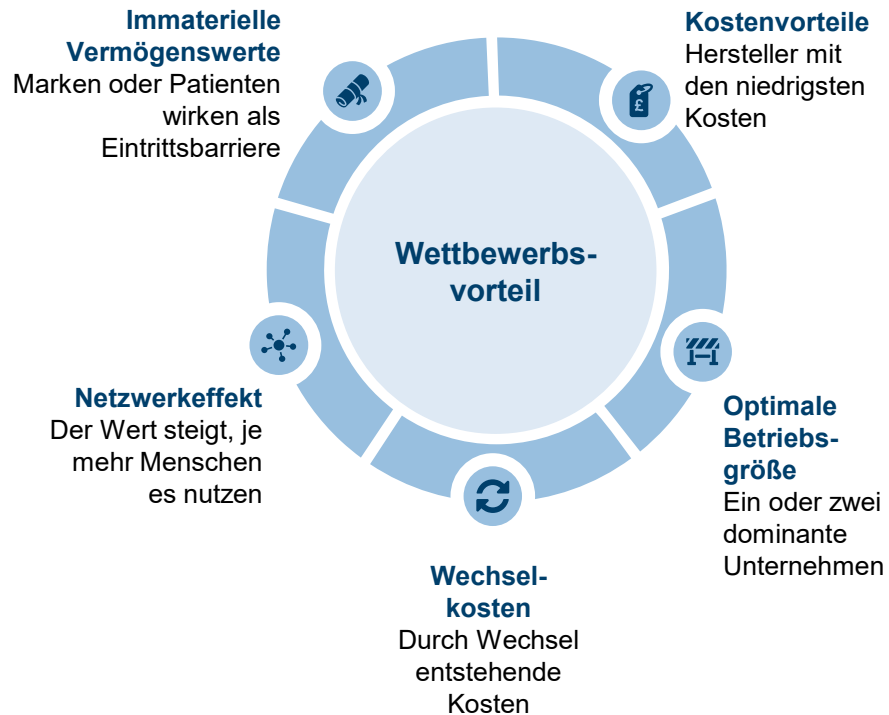 Immaterielle
Vermögenswerte
Marken oder Patienten
wirken als
Eintrittsbarriere
Kostenvorteile
Hersteller mit
den niedrigsten
Kosten
£
Wettbewerbs-
vorteil
Netzwerkeffekt
Der Wert steigt, je
mehr Menschen
es nutzen
Optimale
Betriebs-
größe
Ein oder zwei
dominante
Unternehmen
Wechsel-
kosten
Durch Wechsel
entstehende
Kosten